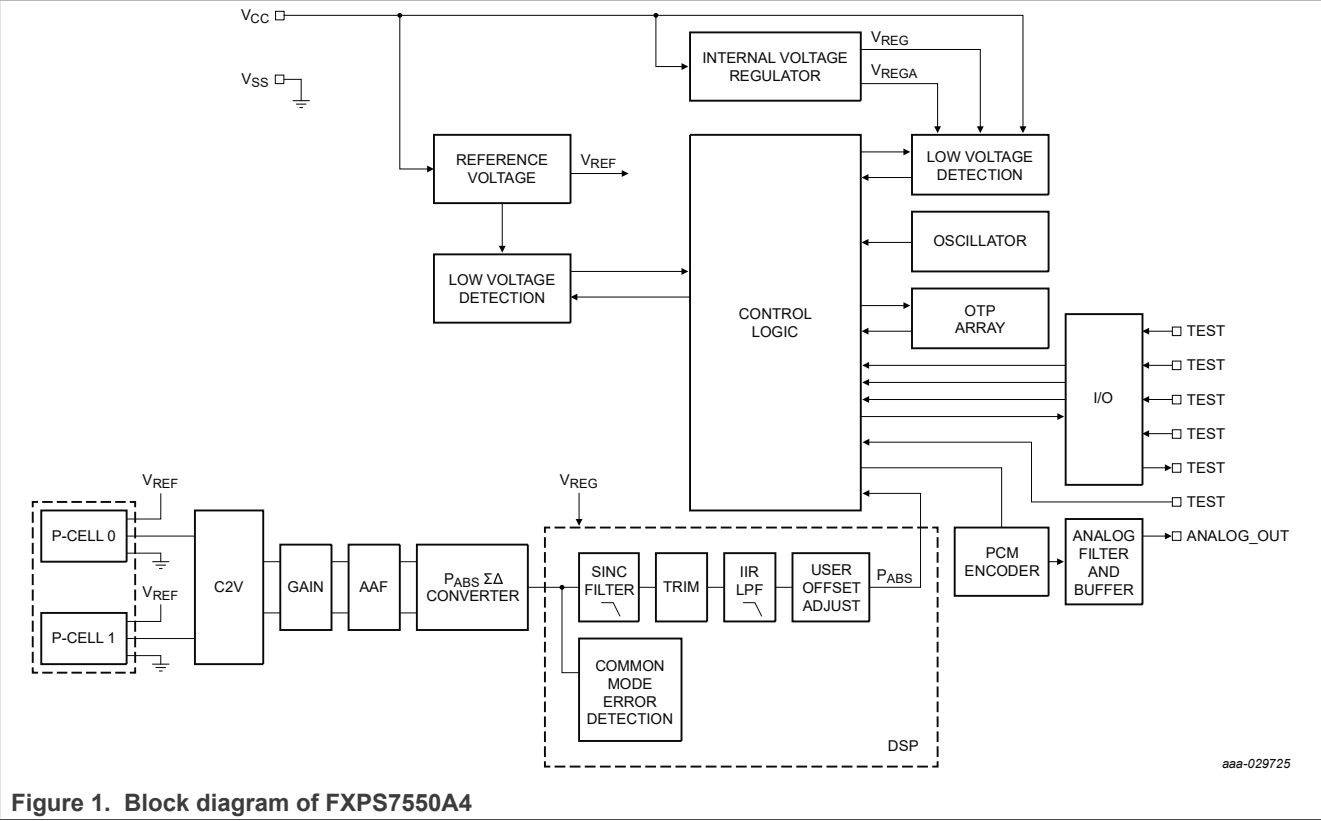 VCC
VSS
INTERNAL VOLTAGE
REGULATOR
VREG
VREGA
REFERENCE
VOLTAGE
VREF
LOW VOLTAGE
DETECTION
LOW VOLTAGE
DETECTION
CONTROL
LOGIC
OSCILLATOR
OTP
ARRAY
I/O
TEST
TEST
TEST
TEST
TEST
TEST
ANALOG_OUT
PCM
ENCODER
ANALOG
FILTER
AND
BUFFER
VREF
P-CELL 0
VREF
P-CELL 1
C2V
GAIN
AAF
PABS ΣΔ
CONVERTER
VREG
SINC
FILTER
TRIM
IIR
LPF
USER
OFFSET
ADJUST
PABS
COMMON
MODE
ERROR
DETECTION
DSP
aaa-029725
Figure 1. Block diagram of FXPS7550A4